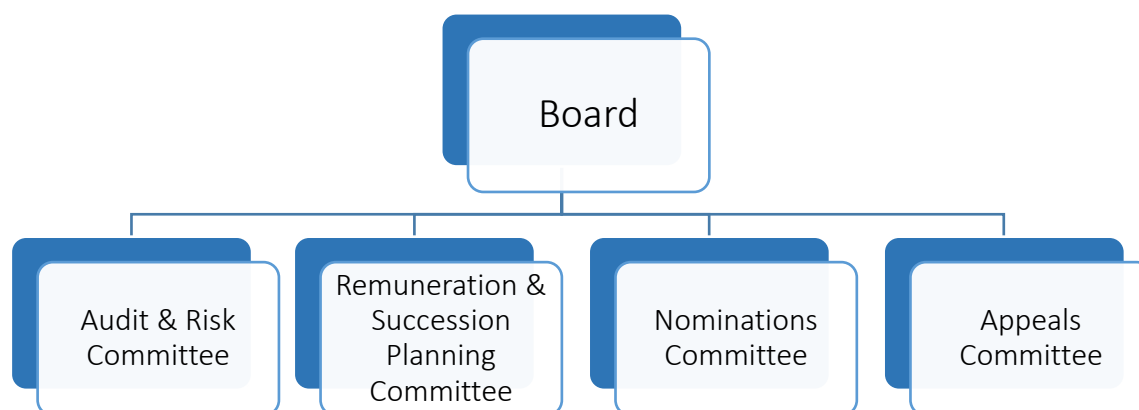 Board
Audit & Risk
Committee
Remuneration &
Succession
Planning
Committee
Nominations
Committee
Appeals
Committee